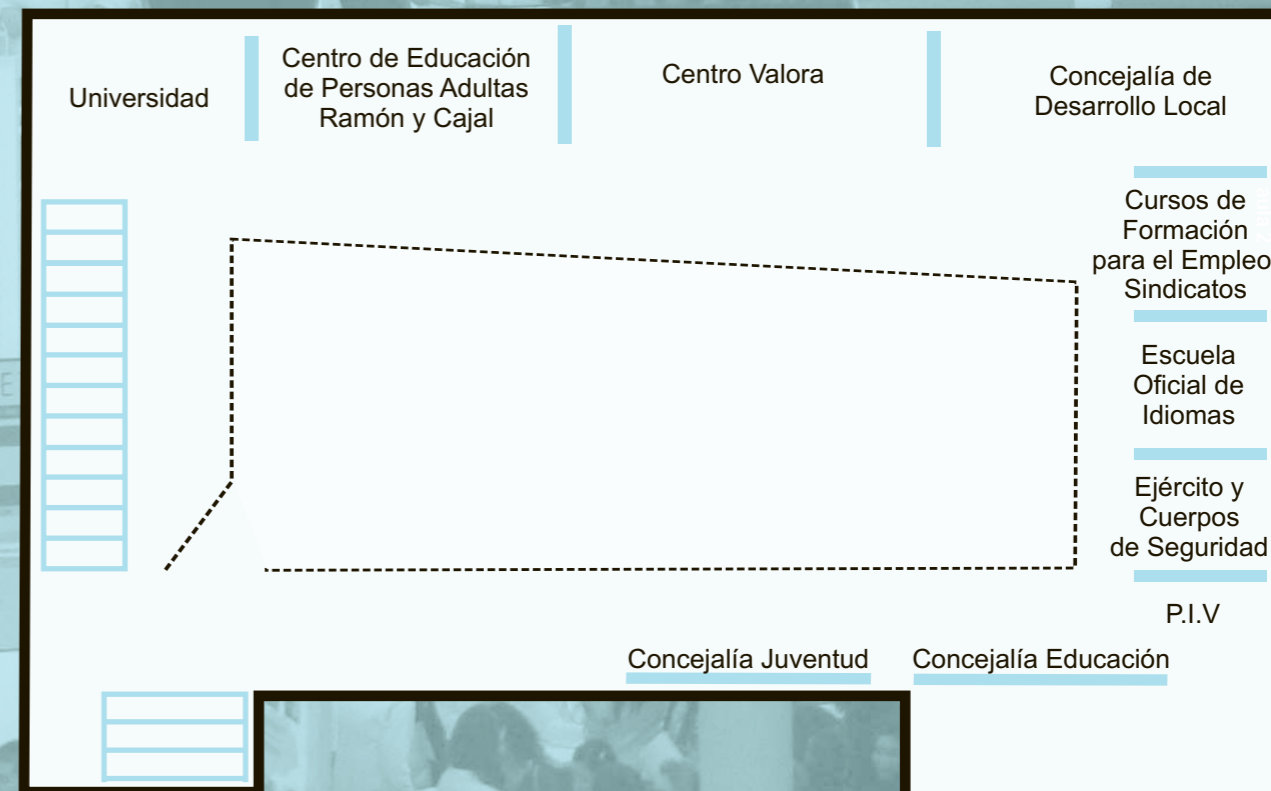 Universidad
Centro de Educación
de Personas Adultas
Ramón y Cajal
Centro Valora
Concejalía de
Desarrollo Local
Cursos de
Formación
para el Empleo
Sindicatos
Escuela
Oficial de
Idiomas
Ejército y
Cuerpos
de Seguridad
P.I.V
Concejalía Juventud
Concejalía Educación